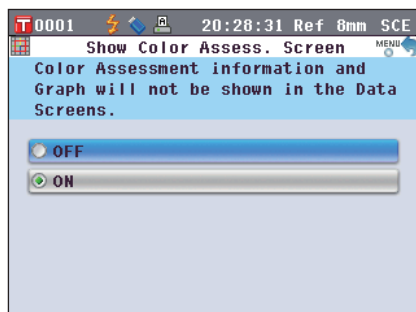 T0001 20:28:31 Ref 8mm SCE
Show Color Assess. Screen MENU
Color Assessment information and
Graph will not be shown in the Data
Screens.
OFF
ON